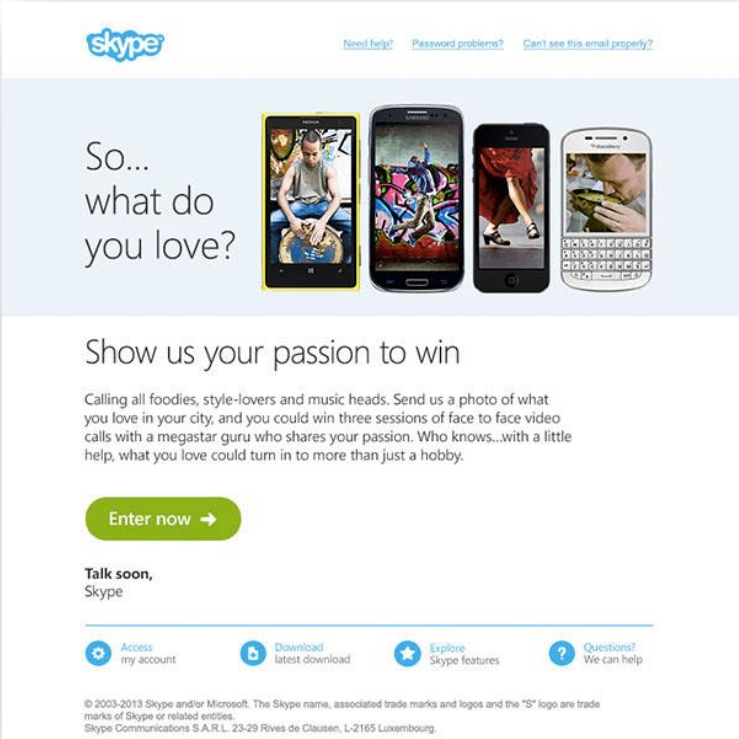 skype
Need help? Password problems? Can't see this email properly?
So...
what do
you love?
NOKIA
SAMSUNG
BlackBerry
Show us your passion to win
Calling all foodies, style-lovers and music heads. Send us a photo of what
you love in your city, and you could win three sessions of face to face video
calls with a megastar guru who shares your passion. Who knows...with a little
help, what you love could turn in to more than just a hobby.
Enter now
Talk soon,
Skype
Access
my account
Download
latest download
Explore
Skype features
Questions?
We can help
© 2003-2013 Skype and/or Microsoft. The Skype name, associated trade marks and logos and the "S" logo are trade
marks of Skype or related entities.
Skype Communications S.A.R.L. 23-29 Rives de Clausen, L-2165 Luxembourg.